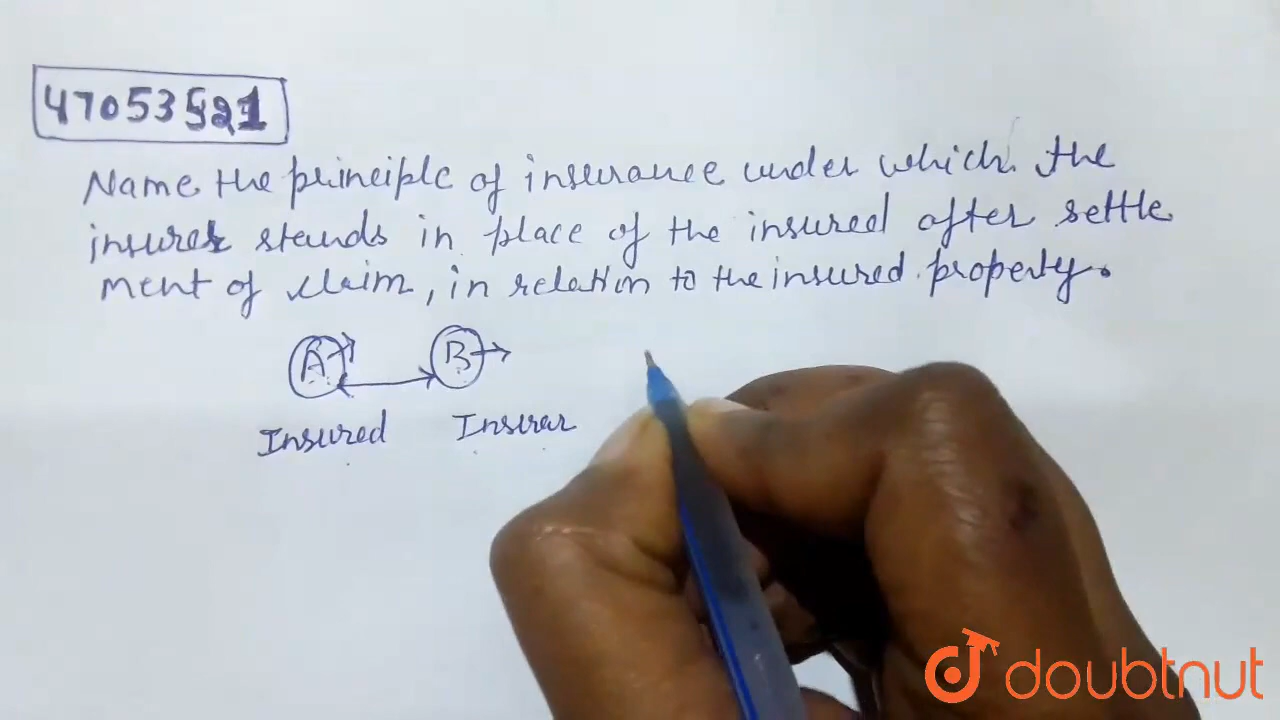 47053521
Name the principle of insurance under which the
insurer stands in place of the insured after settle
ment of claim, in relation to the insured property.
A B
Insured Insurer
doubtnut